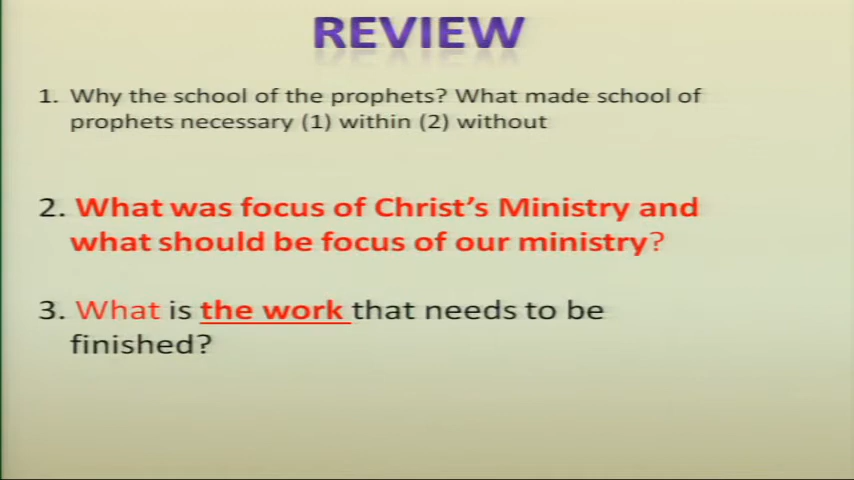 REVIEW
1. Why the school of the prophets? What made school of
prophets necessary (1) within (2) without
2. What was focus of Christ's Ministry and
what should be focus of our ministry?
3. What is the work that needs to be
finished?